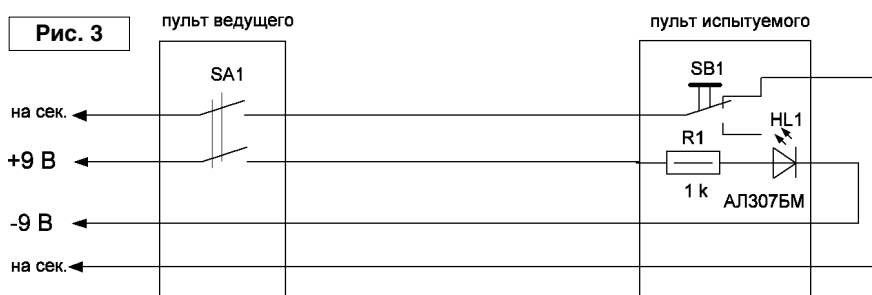 Рис. 3
пульт ведущего
пульт испытуемого
SA1
SB1
на сек.
HL1
+9 В
R1
1 k
АЛ307БМ
-9 В
на сек.